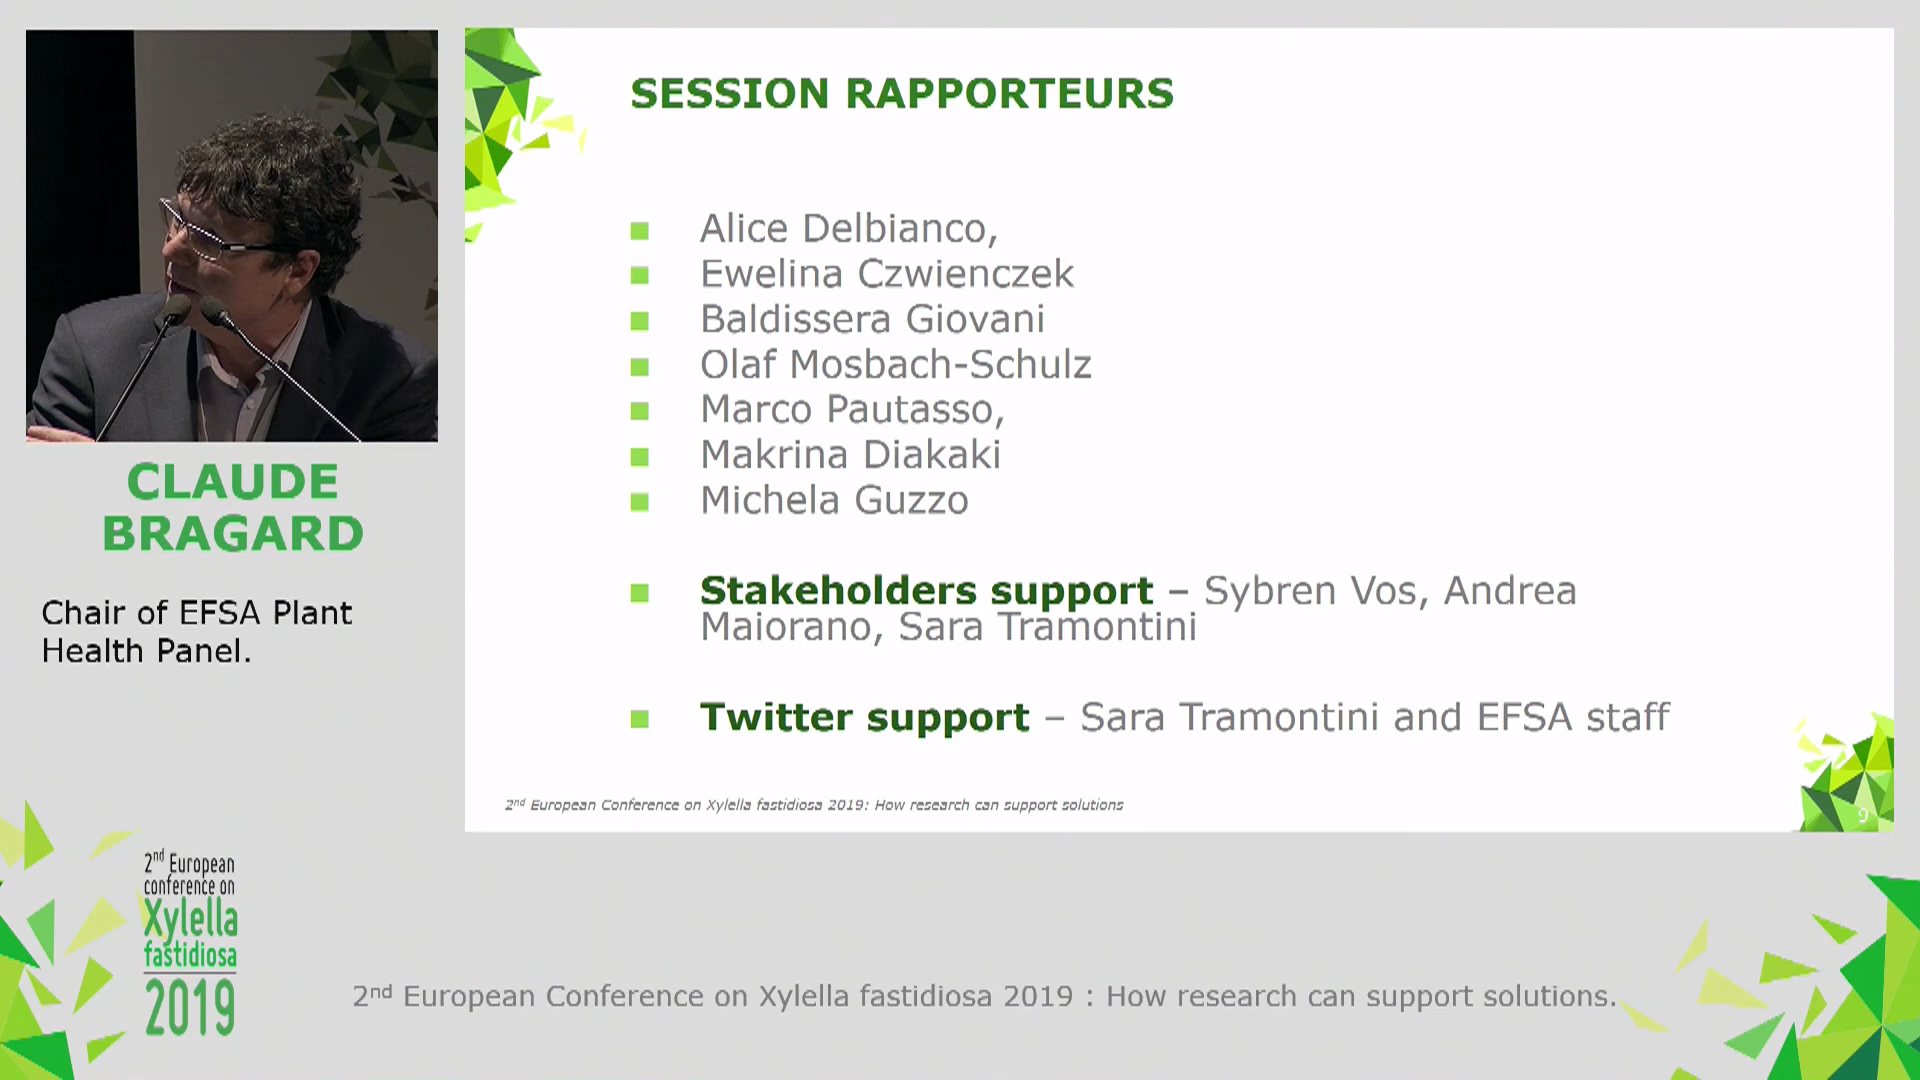 SESSION RAPPORTEURS
Alice Delbianco,
Ewelina Czwienczek
Baldissera Giovani
Olaf Mosbach-Schulz
Marco Pautasso,
Makrina Diakaki
Michela Guzzo
Stakeholders support – Sybren Vos, Andrea
Maiorano, Sara Tramontini
Twitter support – Sara Tramontini and EFSA staff
2nd European Conference on Xylella fastidiosa 2019: How research can support solutions
9
CLAUDE
BRAGARD
Chair of EFSA Plant
Health Panel.
2nd European
conference on
Xylella
fastidiosa
2019
2nd European Conference on Xylella fastidiosa 2019 : How research can support solutions.